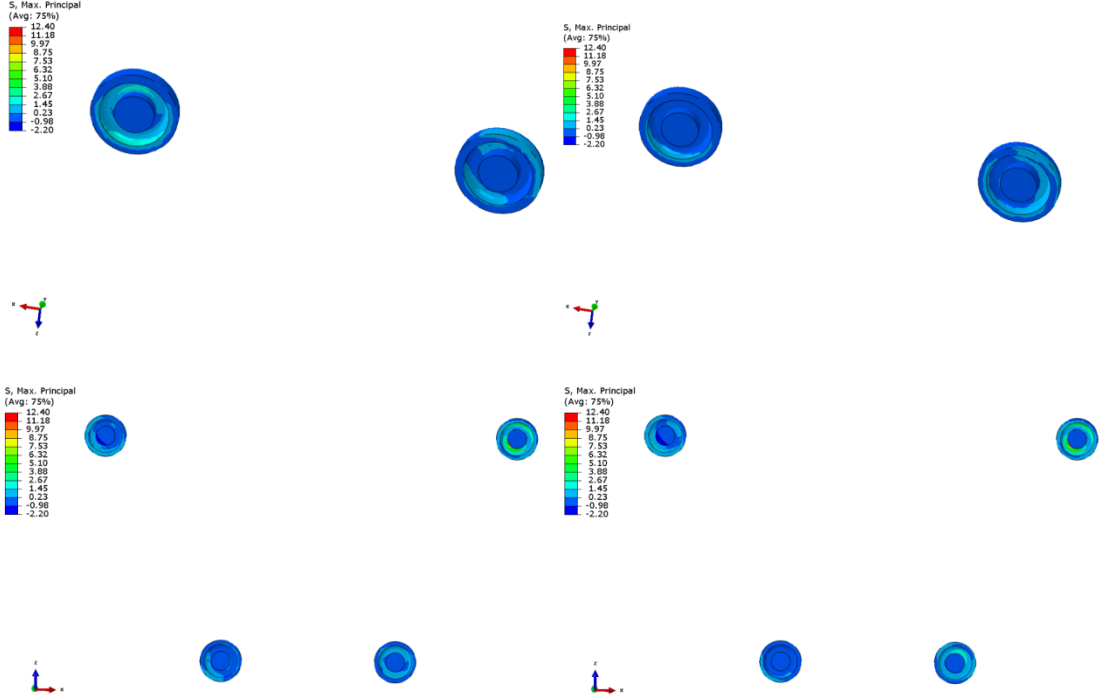 S, Max. Principal
(Avg: 75%)
12.40
11.18
9.97
8.75
7.53
6.32
5.10
3.88
2.67
1.45
0.23
-0.98
-2.20
X
Y
Z
S, Max. Principal
(Avg: 75%)
12.40
11.18
9.97
8.75
7.53
6.32
5.10
3.88
2.67
1.45
0.23
-0.98
-2.20
X
Y
Z
S, Max. Principal
(Avg: 75%)
12.40
11.18
9.97
8.75
7.53
6.32
5.10
3.88
2.67
1.45
0.23
-0.98
-2.20
Z
X
S, Max. Principal
(Avg: 75%)
12.40
11.18
9.97
8.75
7.53
6.32
5.10
3.88
2.67
1.45
0.23
-0.98
-2.20
Z
X